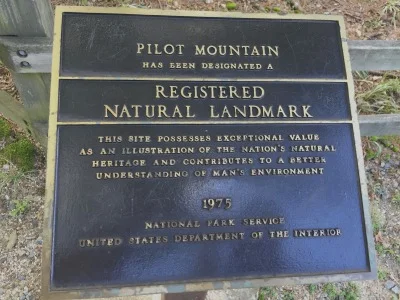 PILOT MOUNTAIN
HAS BEEN DESIGNATED A
REGISTERED
NATURAL LANDMARK
THIS SITE POSSESSES EXCEPTIONAL VALUE
AS AN ILLUSTRATION OF THE NATION'S NATURAL
HERITAGE AND CONTRIBUTES TO A BETTER
UNDERSTANDING OF MAN'S ENVIRONMENT
1975
NATIONAL PARK SERVICE
UNITED STATES DEPARTMENT OF THE INTERIOR